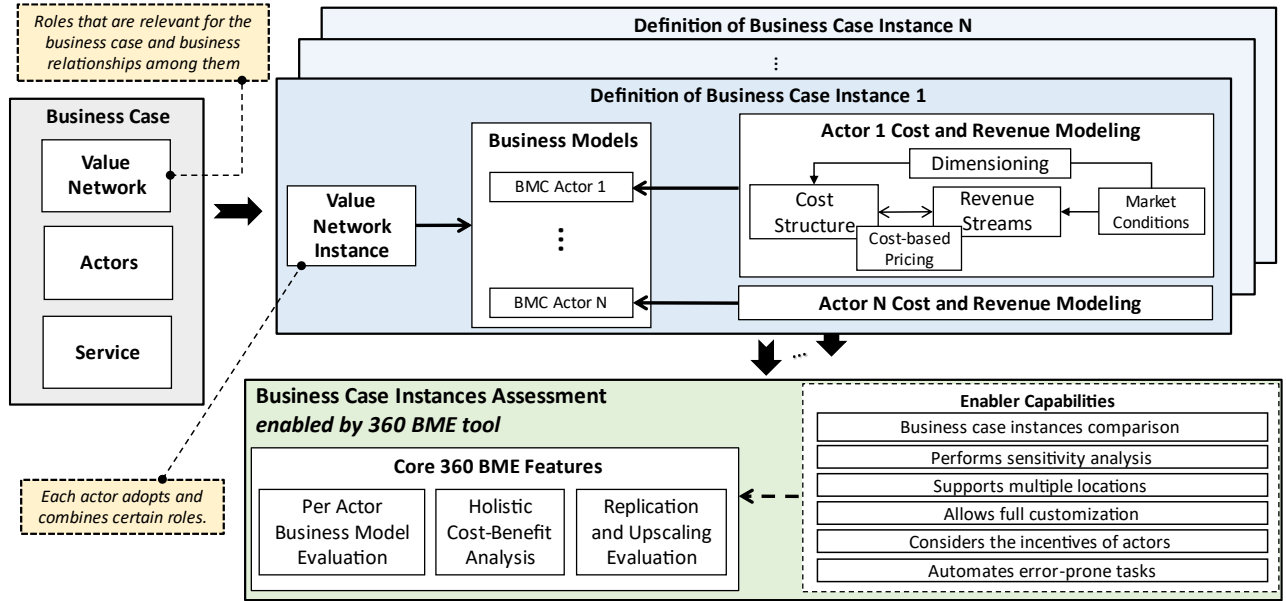 Roles that are relevant for the
business case and business
relationships among them
Definition of Business Case Instance N
...
Definition of Business Case Instance 1
Business Case
Value
Network
Actors
Service
Value
Network
Instance
Business Models
BMC Actor 1
...
BMC Actor N
Actor 1 Cost and Revenue Modeling
Dimensioning
Cost
Structure
Revenue
Streams
Market
Conditions
Cost-based
Pricing
Actor N Cost and Revenue Modeling
...
Each actor adopts and
combines certain roles.
Business Case Instances Assessment
enabled by 360 BME tool
Core 360 BME Features
Per Actor
Business Model
Evaluation
Holistic
Cost-Benefit
Analysis
Replication
and Upscaling
Evaluation
Enabler Capabilities
Business case instances comparison
Performs sensitivity analysis
Supports multiple locations
Allows full customization
Considers the incentives of actors
Automates error-prone tasks